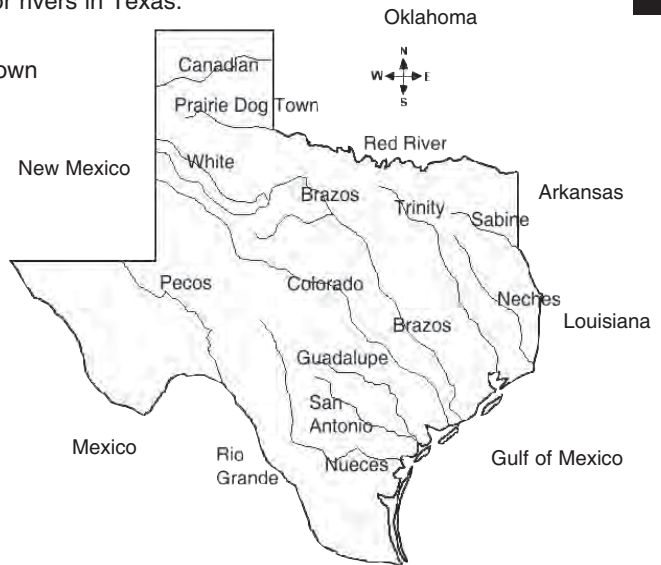 or rivers in Texas.
Oklahoma
own
Canadian
N
W E
S
Prairie Dog Town
Red River
New Mexico
White
Brazos
Trinity
Arkansas
Sabine
Pecos
Colorado
Neches
Brazos
Louisiana
Guadalupe
San
Antonio
Mexico
Rio
Grande
Nueces
Gulf of Mexico